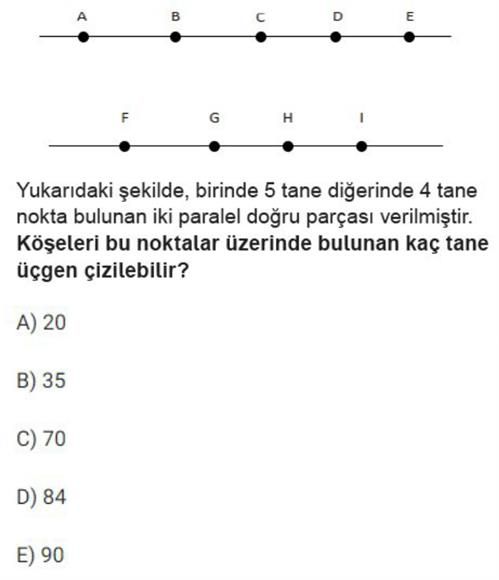 A B C D E
F G H I
Yukarıdaki şekilde, birinde 5 tane diğerinde 4 tane
nokta bulunan iki paralel doğru parçası verilmiştir.
Köşeleri bu noktalar üzerinde bulunan kaç tane
üçgen çizilebilir?
A) 20
B) 35
C) 70
D) 84
E) 90